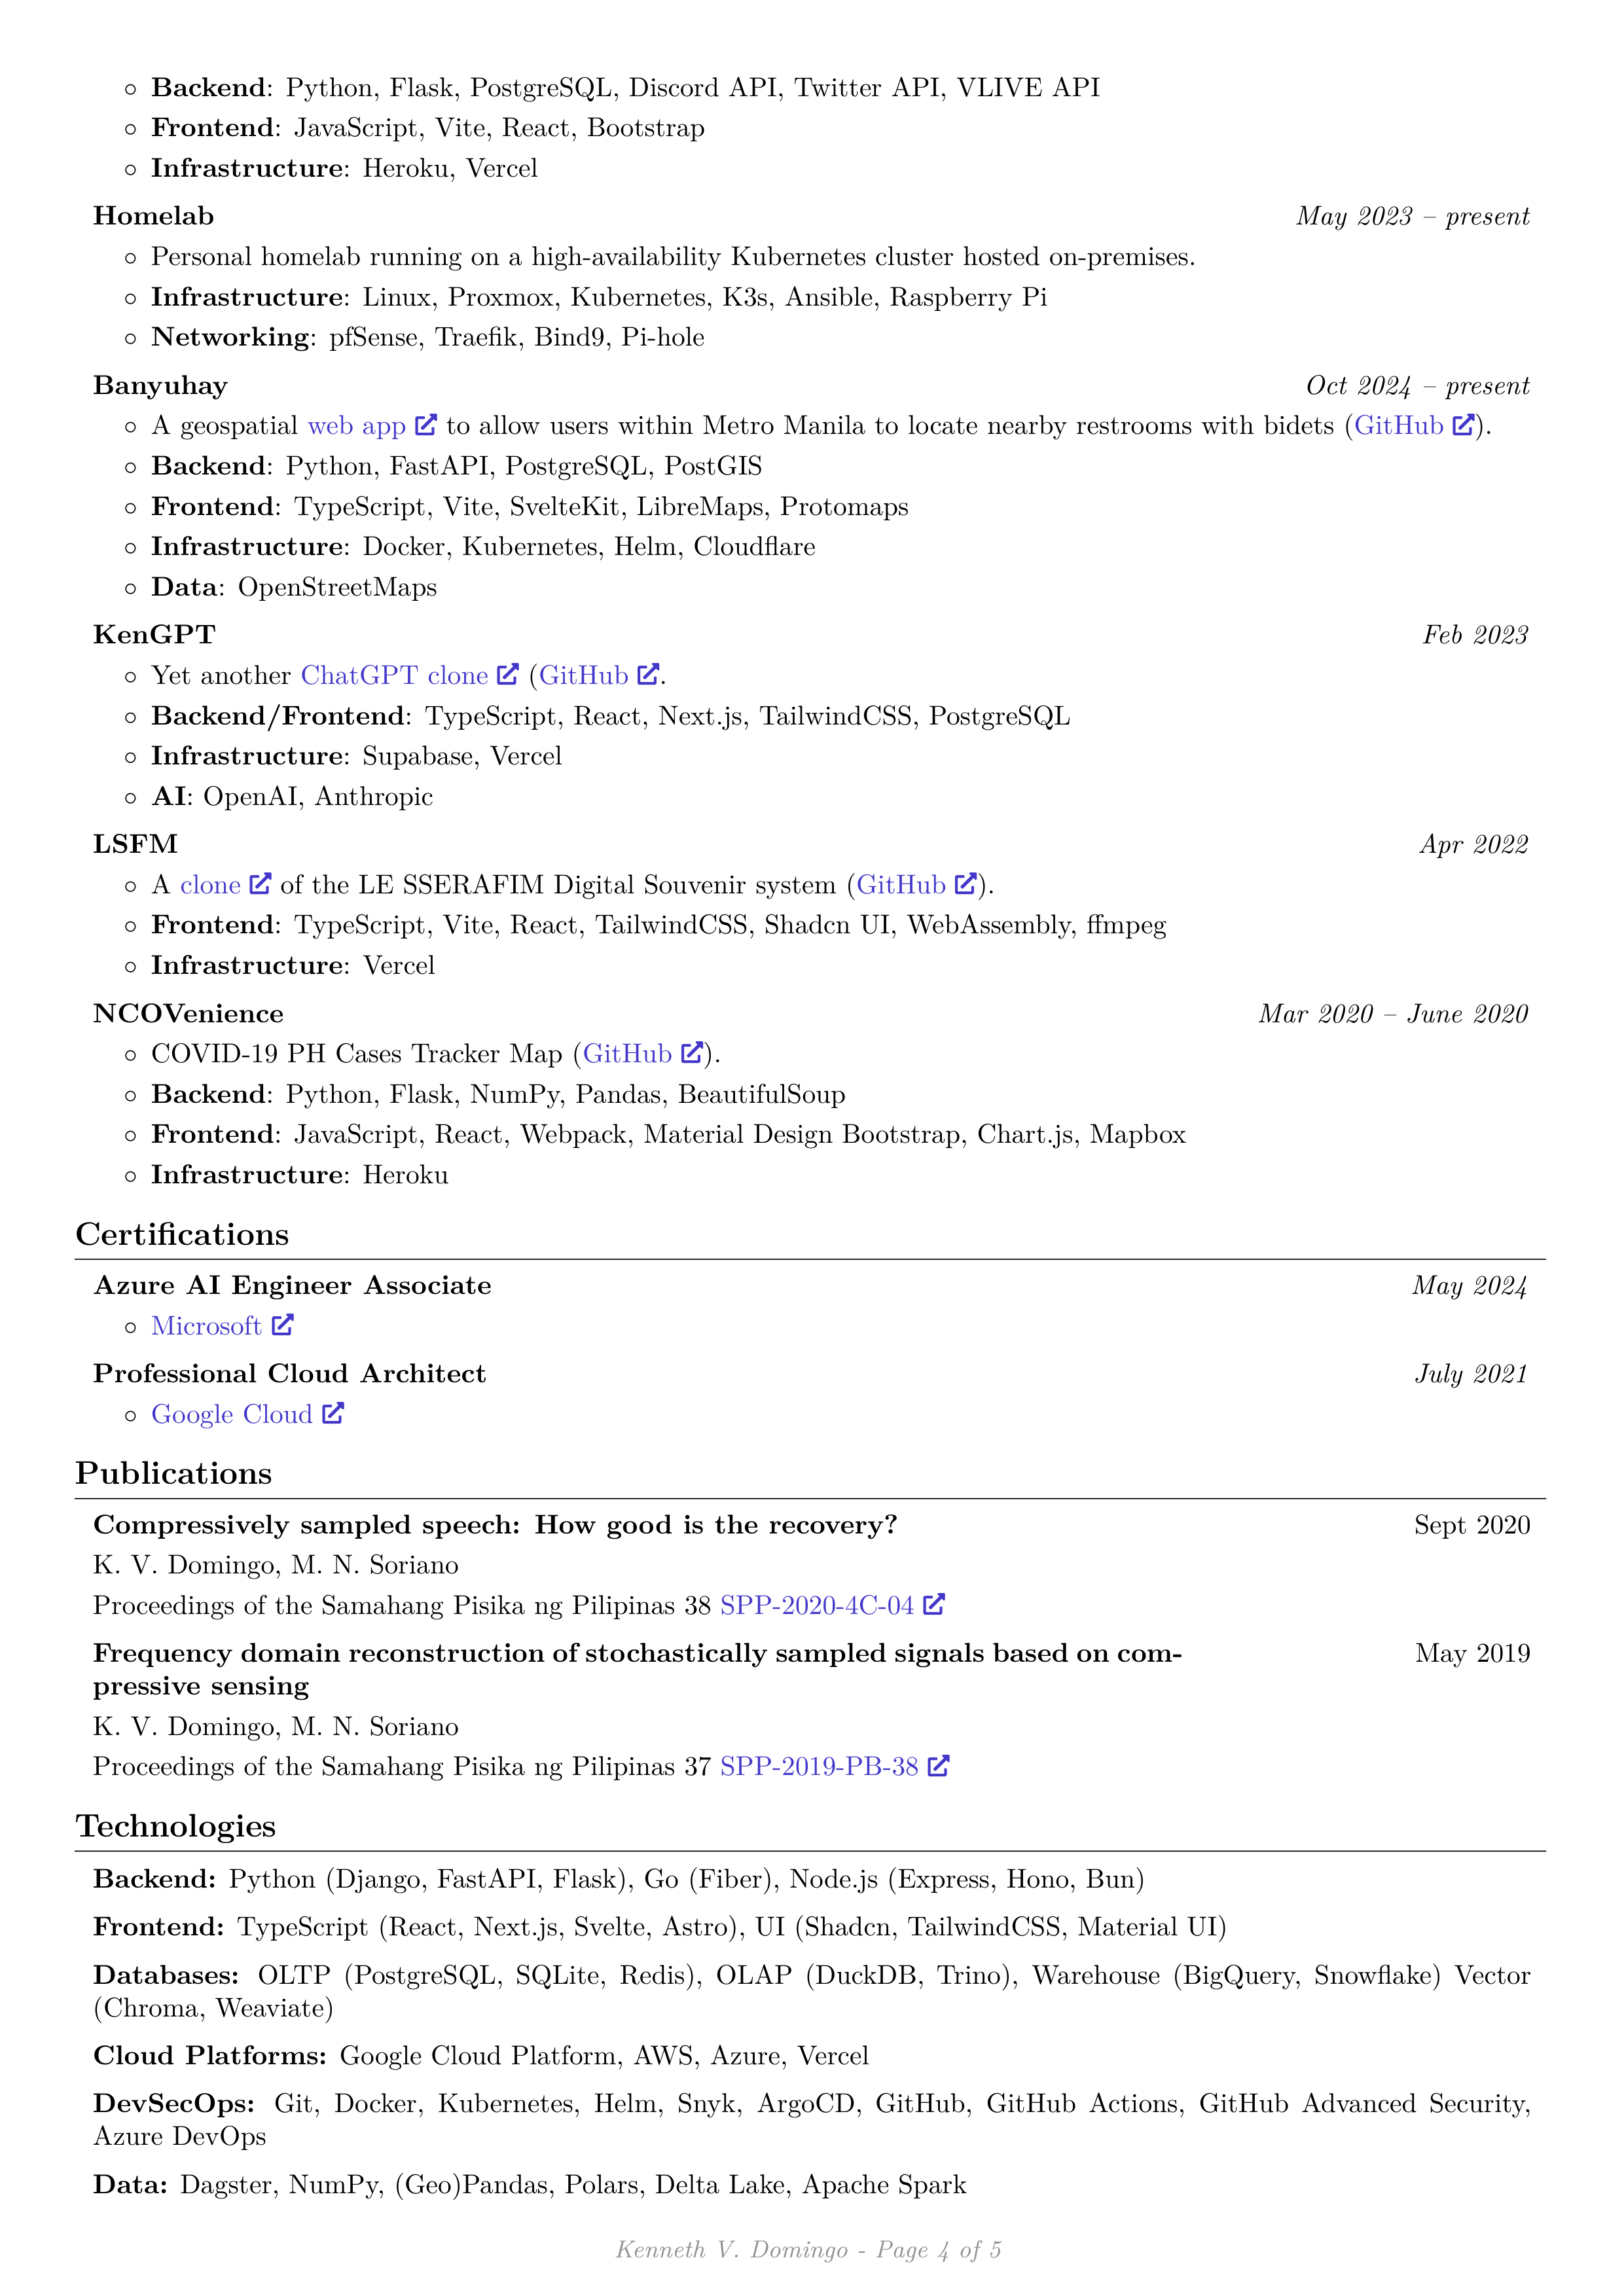 Backend: Python, Flask, PostgreSQL, Discord API, Twitter API, VLIVE API
Frontend: JavaScript, Vite, React, Bootstrap
Infrastructure: Heroku, Vercel
Homelab May 2023 – present
Personal homelab running on a high-availability Kubernetes cluster hosted on-premises.
Infrastructure: Linux, Proxmox, Kubernetes, K3s, Ansible, Raspberry Pi
Networking: pfSense, Traefik, Bind9, Pi-hole
Banyuhay Oct 2024 – present
A geospatial web app to allow users within Metro Manila to locate nearby restrooms with bidets (GitHub).
Backend: Python, FastAPI, PostgreSQL, PostGIS
Frontend: TypeScript, Vite, SvelteKit, LibreMaps, Protomaps
Infrastructure: Docker, Kubernetes, Helm, Cloudflare
Data: OpenStreetMaps
KenGPT Feb 2023
Yet another ChatGPT clone (GitHub.
Backend/Frontend: TypeScript, React, Next.js, TailwindCSS, PostgreSQL
Infrastructure: Supabase, Vercel
AI: OpenAI, Anthropic
LSFM Apr 2022
A clone of the LE SSERAFIM Digital Souvenir system (GitHub).
Frontend: TypeScript, Vite, React, TailwindCSS, Shadcn UI, WebAssembly, ffmpeg
Infrastructure: Vercel
NCOVenience Mar 2020 – June 2020
COVID-19 PH Cases Tracker Map (GitHub).
Backend: Python, Flask, NumPy, Pandas, BeautifulSoup
Frontend: JavaScript, React, Webpack, Material Design Bootstrap, Chart.js, Mapbox
Infrastructure: Heroku
Certifications
Azure AI Engineer Associate May 2024
Microsoft
Professional Cloud Architect July 2021
Google Cloud
Publications
Compressively sampled speech: How good is the recovery? Sept 2020
K. V. Domingo, M. N. Soriano
Proceedings of the Samahang Pisika ng Pilipinas 38 SPP-2020-4C-04
Frequency domain reconstruction of stochastically sampled signals based on com- May 2019
pressive sensing
K. V. Domingo, M. N. Soriano
Proceedings of the Samahang Pisika ng Pilipinas 37 SPP-2019-PB-38
Technologies
Backend: Python (Django, FastAPI, Flask), Go (Fiber), Node.js (Express, Hono, Bun)
Frontend: TypeScript (React, Next.js, Svelte, Astro), UI (Shadcn, TailwindCSS, Material UI)
Databases: OLTP (PostgreSQL, SQLite, Redis), OLAP (DuckDB, Trino), Warehouse (BigQuery, Snowflake) Vector
(Chroma, Weaviate)
Cloud Platforms: Google Cloud Platform, AWS, Azure, Vercel
DevSecOps: Git, Docker, Kubernetes, Helm, Snyk, ArgoCD, GitHub, GitHub Actions, GitHub Advanced Security,
Azure DevOps
Data: Dagster, NumPy, (Geo)Pandas, Polars, Delta Lake, Apache Spark
Kenneth V. Domingo - Page 4 of 5